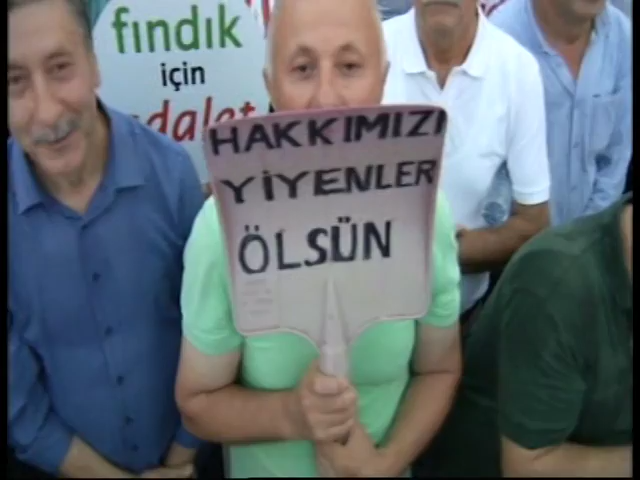 fındık
için
adalet
HAKKIMIZI
YİYENLER
ÖLSÜN